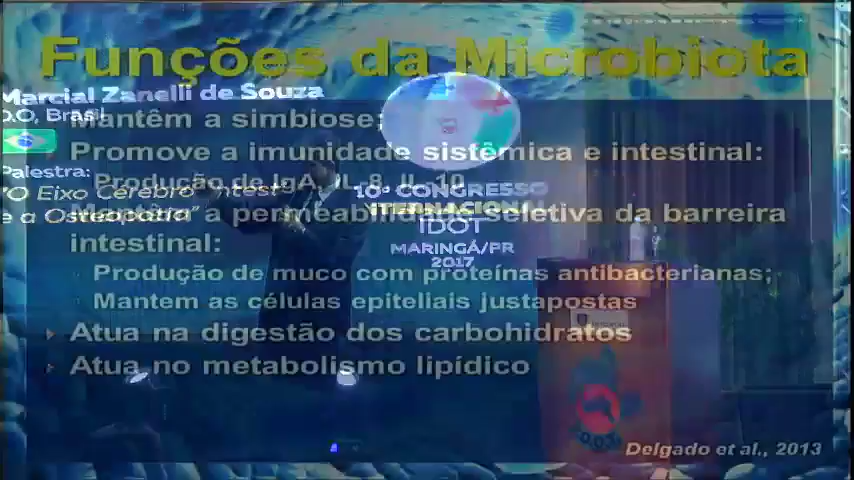 Funções da Microbiota
Marcial Zanelli de Souza
D.O, Brasil
Mantêm a simbiose;
Promove a imunidade sistêmica e intestinal:
Palestra:
Produção de IgA, IL-8, IL-10
"O Eixo Cérebro
e a Osteopatia"
10º CONGRESSO
INTERNACIONAL
IDOT
MARINGÁ/PR
2017
a permeabilidade seletiva da barreira
intestinal:
Produção de muco com proteínas antibacterianas;
Mantem as células epiteliais justapostas
Atua na digestão dos carbohidratos
Atua no metabolismo lipídico
Delgado et al., 2013